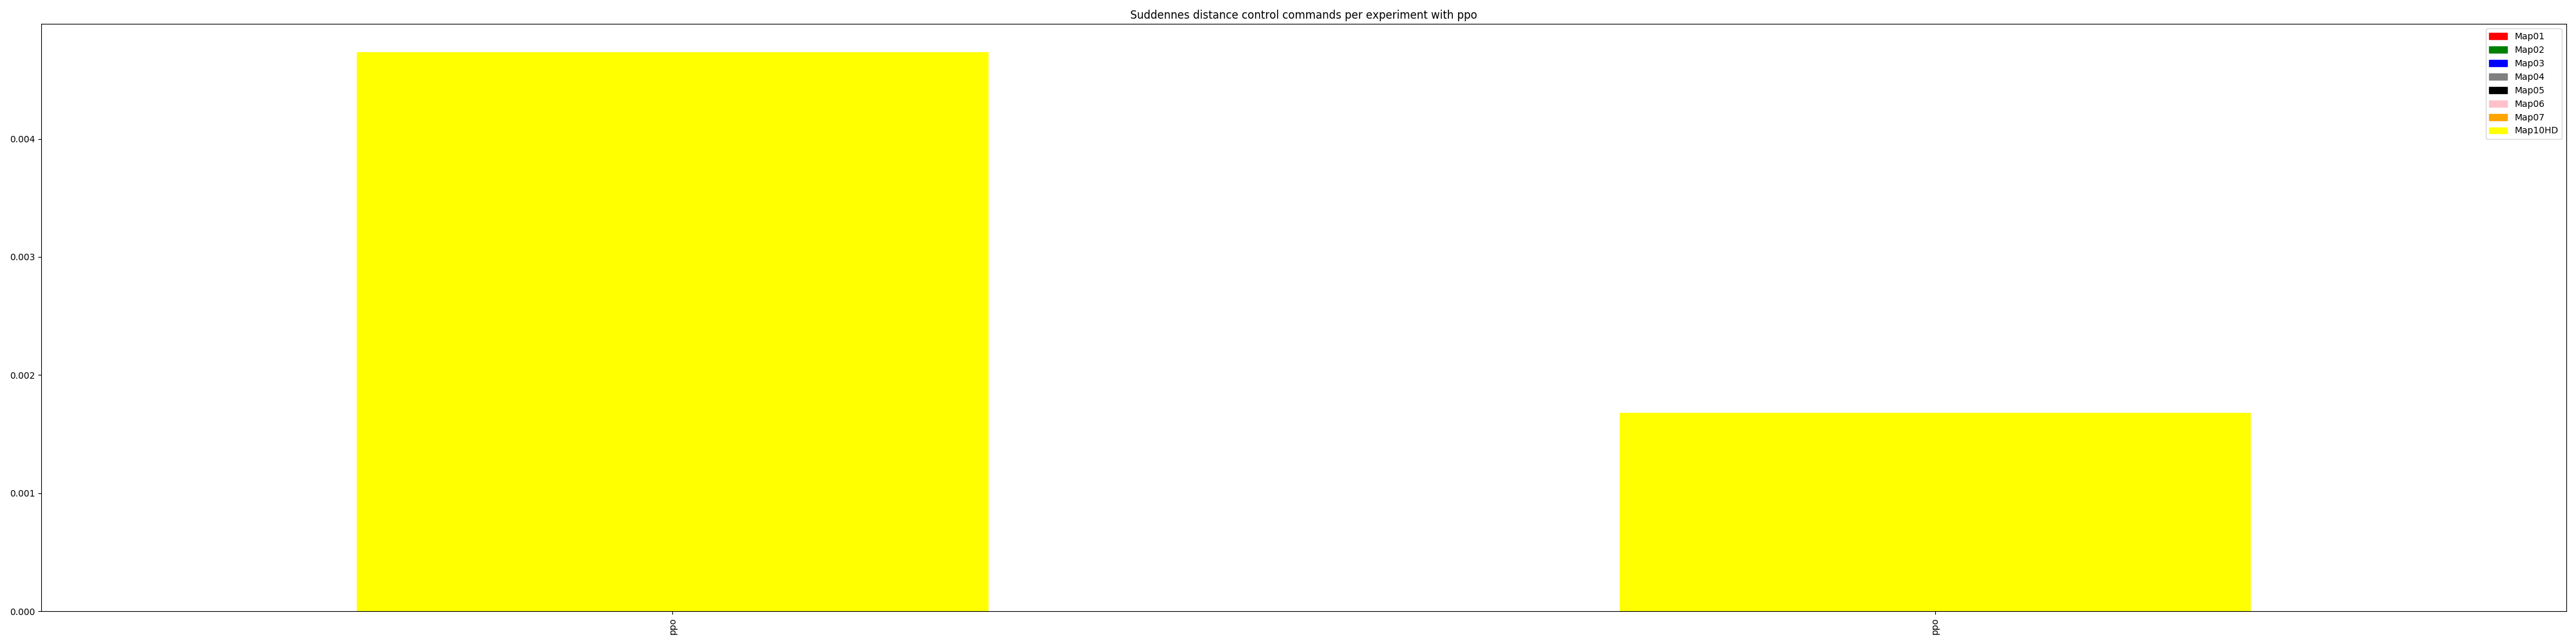 Suddennes distance control commands per experiment with ppo
Map01
Map02
Map03
Map04
Map05
Map06
Map07
Map10HD
0.004
0.003
0.002
0.001
0.000
ppo
ppo